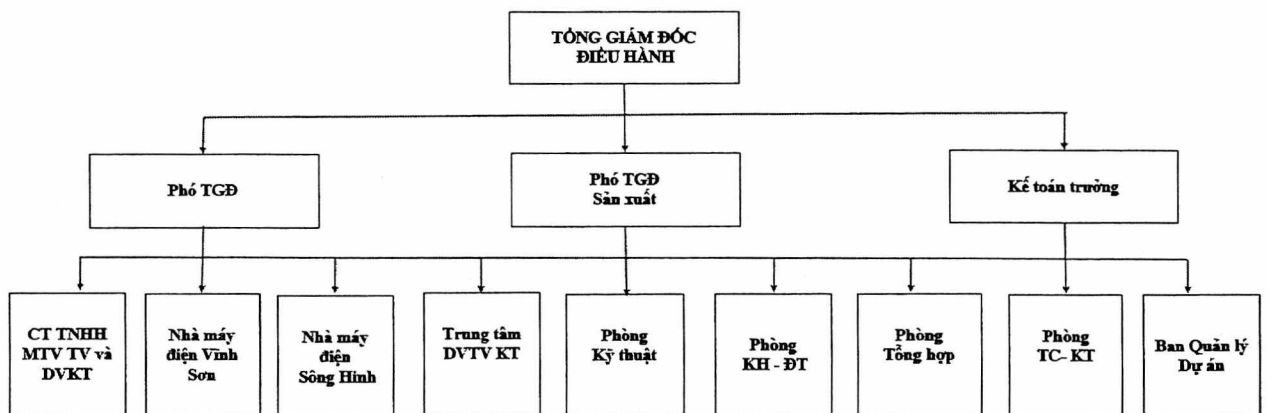 TỔNG GIÁM ĐỐC
ĐIỀU HÀNH
Phó TGĐ
Phó TGĐ
Sản xuất
Kế toán trưởng
CT TNHH
MTV TV và
DVKT
Nhà máy
điện Vĩnh
Sơn
Nhà máy
điện
Sông Hinh
Trung tâm
DVTV KT
Phòng
Kỹ thuật
Phòng
KH - ĐT
Phòng
Tổng hợp
Phòng
TC- KT
Ban Quản lý
Dự án